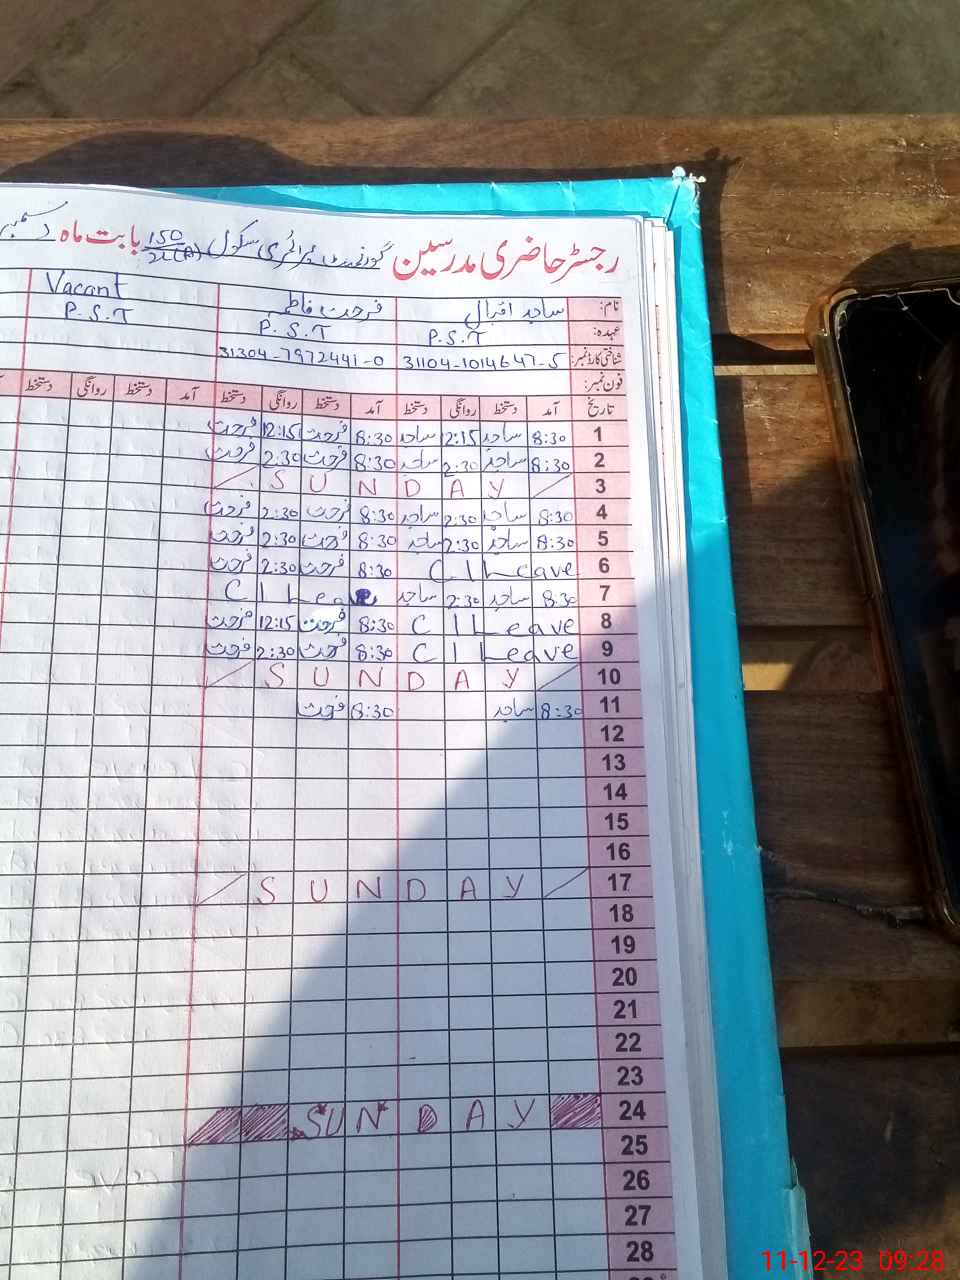 رجسٹر حاضری مدرسین گورنمنٹ پرائمری سکول 150/2L(A) بابت ماہ دسمبر
نام: ساجد اقبال فرحت فاطمہ Vacant
عہدہ: P.S.T P.S.T P.S.T
شناختی کارڈ نمبر: 31104-1014647-5 31304-7972441-0
فون نمبر:
تاریخ آمد دستخط روانگی دستخط آمد دستخط روانگی دستخط آمد دستخط روانگی دستخط
1 8:30 ساجد 2:15 ساجد 8:30 فرحت 12:15 فرحت
2 8:30 ساجد 2:30 ساجد 8:30 فرحت 2:30 فرحت
3 S U N D A Y
4 8:30 ساجد 2:30 ساجد 8:30 فرحت 2:30 فرحت
5 8:30 ساجد 2:30 ساجد 8:30 فرحت 2:30 فرحت
6 C l Leave 8:30 فرحت 2:30 فرحت
7 8:30 ساجد 2:30 ساجد C l Leave
8 C l Leave 8:30 فرحت 12:15 فرحت
9 C l Leave 8:30 فرحت 2:30 فرحت
10 S U N D A Y
11 8:30 ساجد 8:30 فرحت
12
13
14
15
16
17 S U N D A Y
18
19
20
21
22
23
24 S U N D A Y
25
26
27
28
11-12-23 09:28